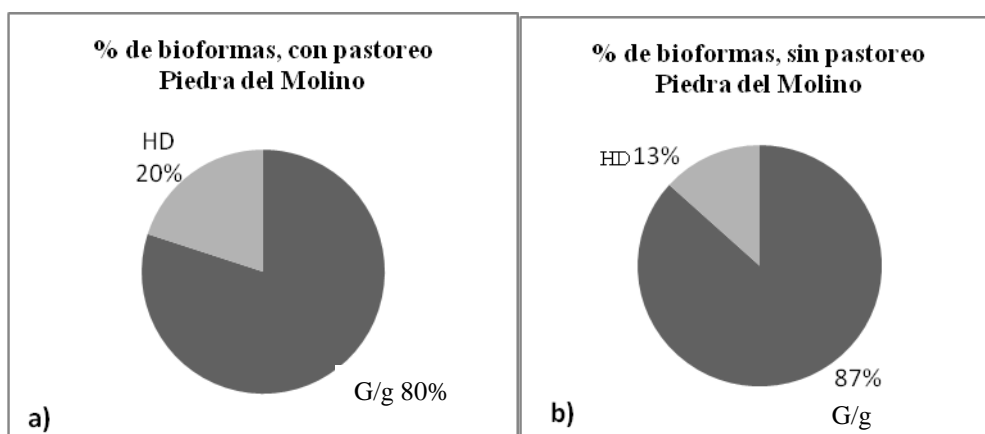 % de bioformas, con pastoreo
Piedra del Molino
HD
20%
G/g 80%
a)
% de bioformas, sin pastoreo
Piedra del Molino
HD 13%
87%
G/g
b)